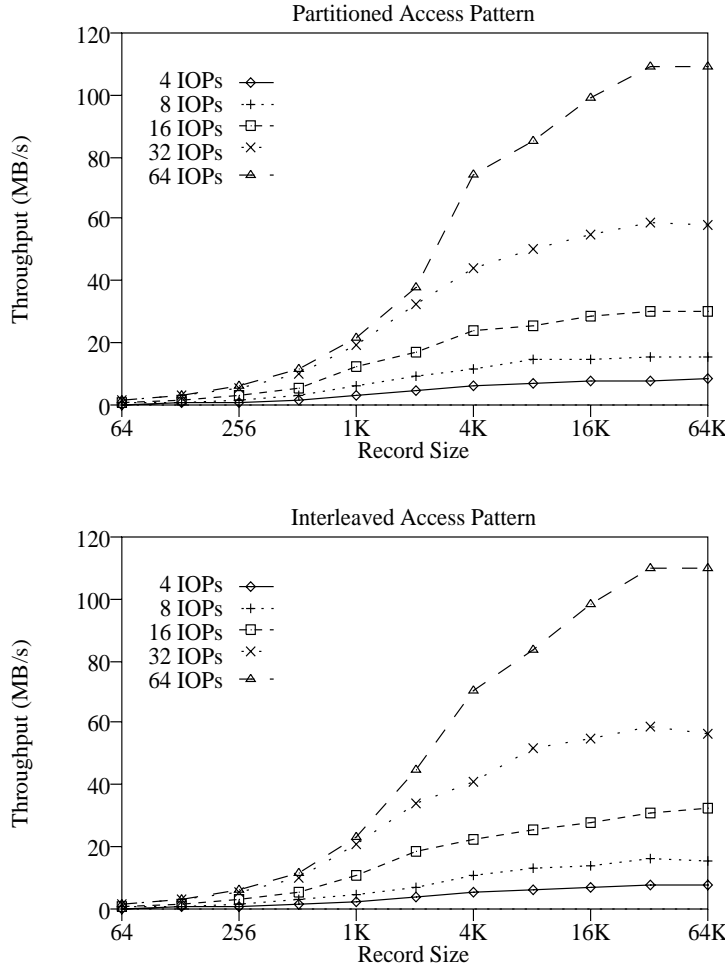 Partitioned Access Pattern
120
100
80
60
40
20
0
Throughput (MB/s)
4 IOPs
8 IOPs
16 IOPs
32 IOPs
64 IOPs
64 256 1K 4K 16K 64K
Record Size
Interleaved Access Pattern
120
100
80
60
40
20
0
Throughput (MB/s)
4 IOPs
8 IOPs
16 IOPs
32 IOPs
64 IOPs
64 256 1K 4K 16K 64K
Record Size